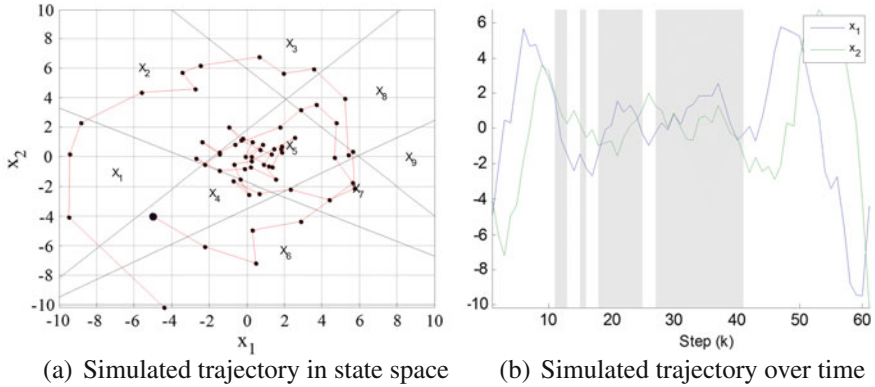 10
8
6
4
2
0
-2
-4
-6
-8
-10
x2
-10 -8 -6 -4 -2 0 2 4 6 8 10
x1
X1
X2
X3
X4
X5
X6
X7
X8
X9
6
4
2
0
-2
-4
-6
-8
-10
10 20 30 40 50 60
Step (k)
x1
x2
(a) Simulated trajectory in state space (b) Simulated trajectory over time